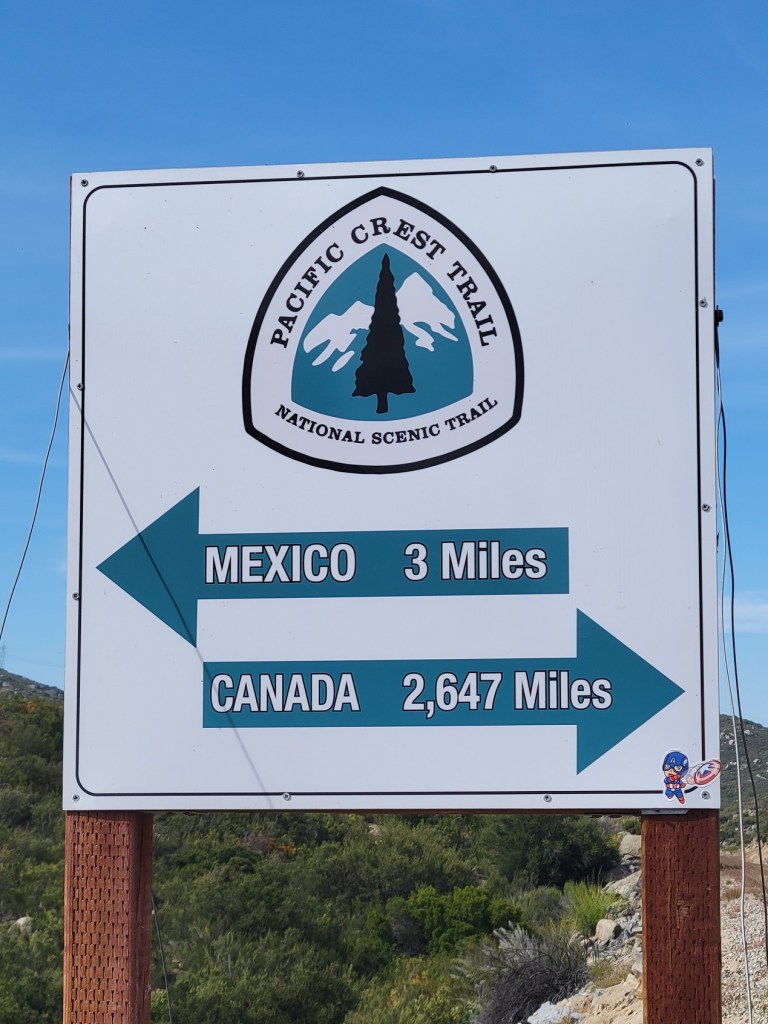 PACIFIC CREST TRAIL
NATIONAL SCENIC TRAIL
MEXICO 3 Miles
CANADA 2,647 Miles